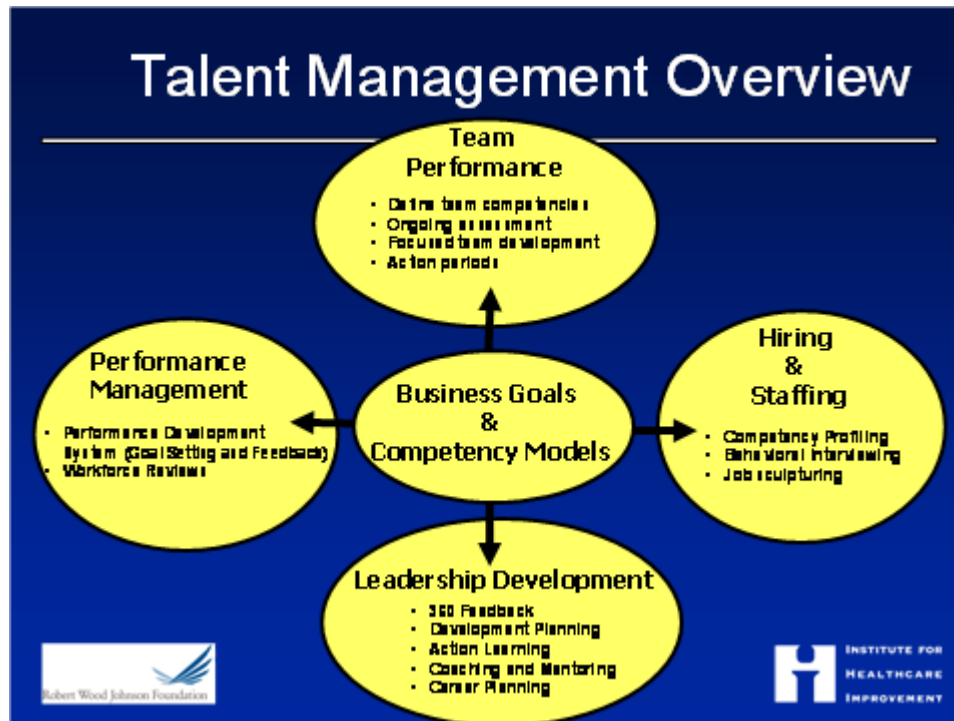 Talent Management Overview
Team
Performance
• Define team competencies
• Ongoing assessment
• Focused team development
• Action periods
Performance
Management
• Performance Development
System (Goal Setting and Feedback)
• Workforce Reviews
Business Goals
&
Competency Models
Hiring
&
Staffing
• Competency Profiling
• Behavioral Interviewing
• Job sculpturing
Leadership Development
• 360 Feedback
• Development Planning
• Action Learning
• Coaching and Mentoring
• Career Planning
Robert Wood Johnson Foundation
INSTITUTE FOR
HEALTHCARE
IMPROVEMENT